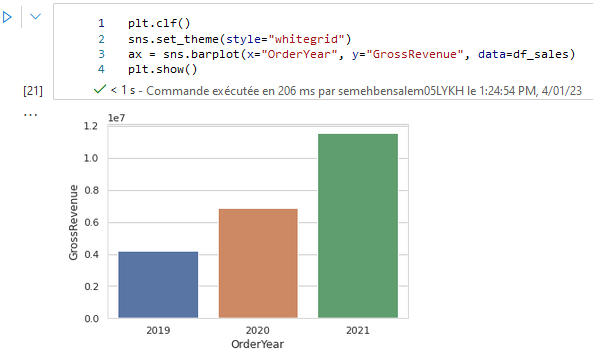 1 plt.clf()
2 sns.set_theme(style="whitegrid")
3 ax = sns.barplot(x="OrderYear", y="GrossRevenue", data=df_sales)
4 plt.show()
[21]
< 1 s - Commande exécutée en 206 ms par semehbensalem05LYKH le 1:24:54 PM, 4/01/23
...
1e7
1.2
1.0
0.8
0.6
0.4
0.2
0.0
GrossRevenue
2019 2020 2021
OrderYear